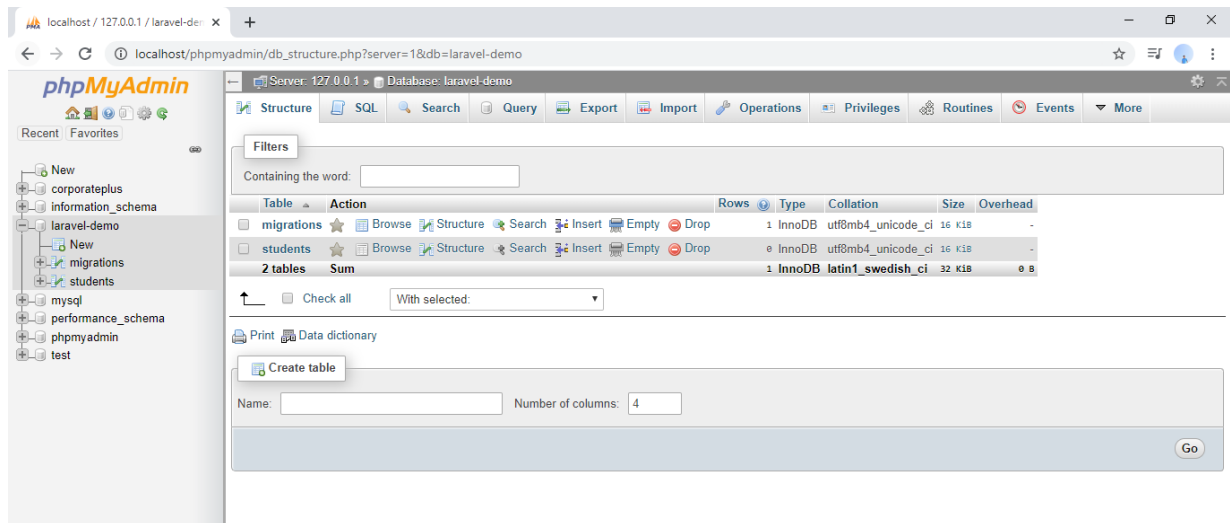 localhost / 127.0.0.1 / laravel-den
localhost/phpmyadmin/db_structure.php?server=1&db=laravel-demo
phpMyAdmin
Recent Favorites
New
corporateplus
information_schema
laravel-demo
New
migrations
students
mysql
performance_schema
phpmyadmin
test
Server: 127.0.0.1 » Database: laravel-demo
Structure SQL Search Query Export Import Operations Privileges Routines Events More
Filters
Containing the word:
Table Action Rows Type Collation Size Overhead
migrations Browse Structure Search Insert Empty Drop 1 InnoDB utf8mb4_unicode_ci 16 KiB -
students Browse Structure Search Insert Empty Drop 0 InnoDB utf8mb4_unicode_ci 16 KiB -
2 tables Sum 1 InnoDB latin1_swedish_ci 32 KiB 0 B
Check all With selected:
Print Data dictionary
Create table
Name: Number of columns: 4
Go